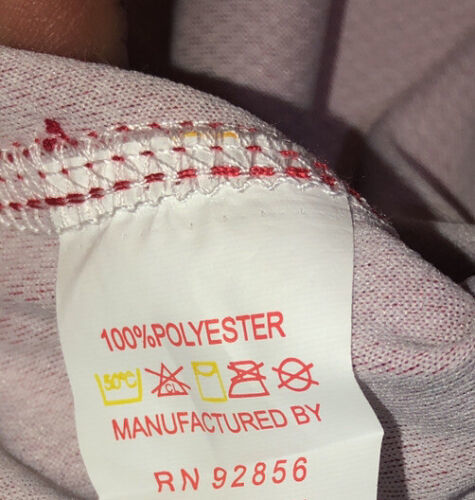 100%POLYESTER
50°C CL
MANUFACTURED BY
RN 92856